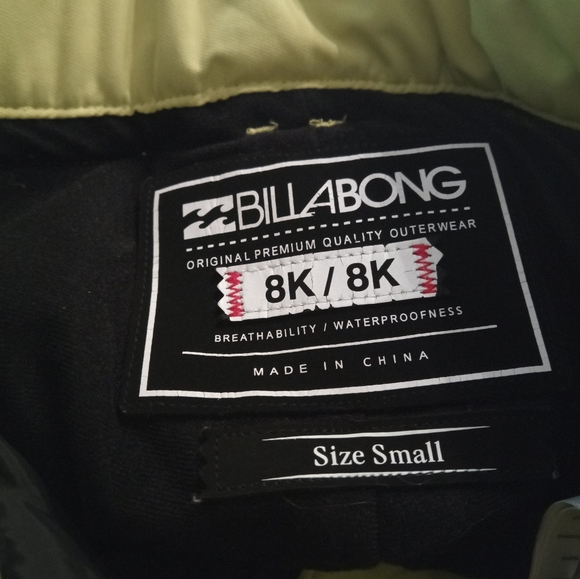 BILLABONG
ORIGINAL PREMIUM QUALITY OUTERWEAR
8K / 8K
BREATHABILITY / WATERPROOFNESS
MADE IN CHINA
Size Small